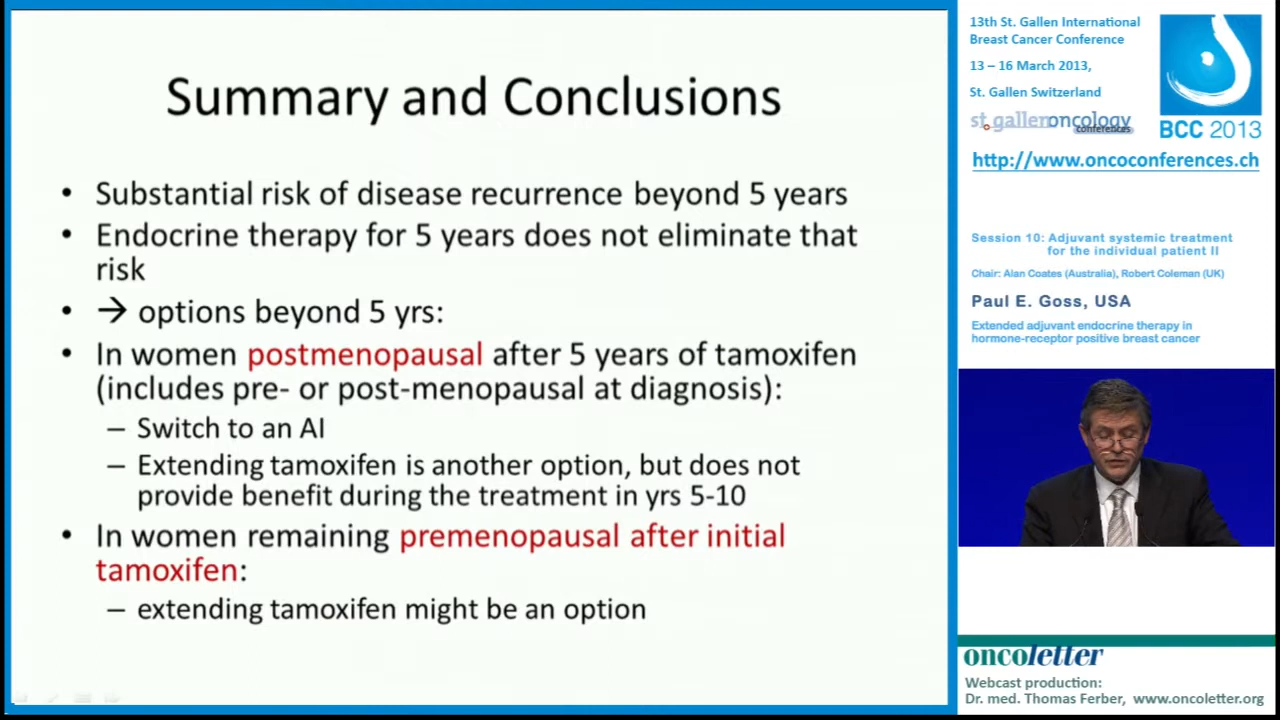 Summary and Conclusions
• Substantial risk of disease recurrence beyond 5 years
• Endocrine therapy for 5 years does not eliminate that
risk
• → options beyond 5 yrs:
• In women postmenopausal after 5 years of tamoxifen
(includes pre- or post-menopausal at diagnosis):
– Switch to an AI
– Extending tamoxifen is another option, but does not
provide benefit during the treatment in yrs 5-10
• In women remaining premenopausal after initial
tamoxifen:
– extending tamoxifen might be an option
13th St. Gallen International
Breast Cancer Conference
13 – 16 March 2013,
St. Gallen Switzerland
st.gallenoncology
conferences
BCC 2013
http://www.oncoconferences.ch
Session 10: Adjuvant systemic treatment
for the individual patient II
Chair: Alan Coates (Australia), Robert Coleman (UK)
Paul E. Goss, USA
Extended adjuvant endocrine therapy in
hormone-receptor positive breast cancer
oncoletter
Webcast production:
Dr. med. Thomas Ferber, www.oncoletter.org